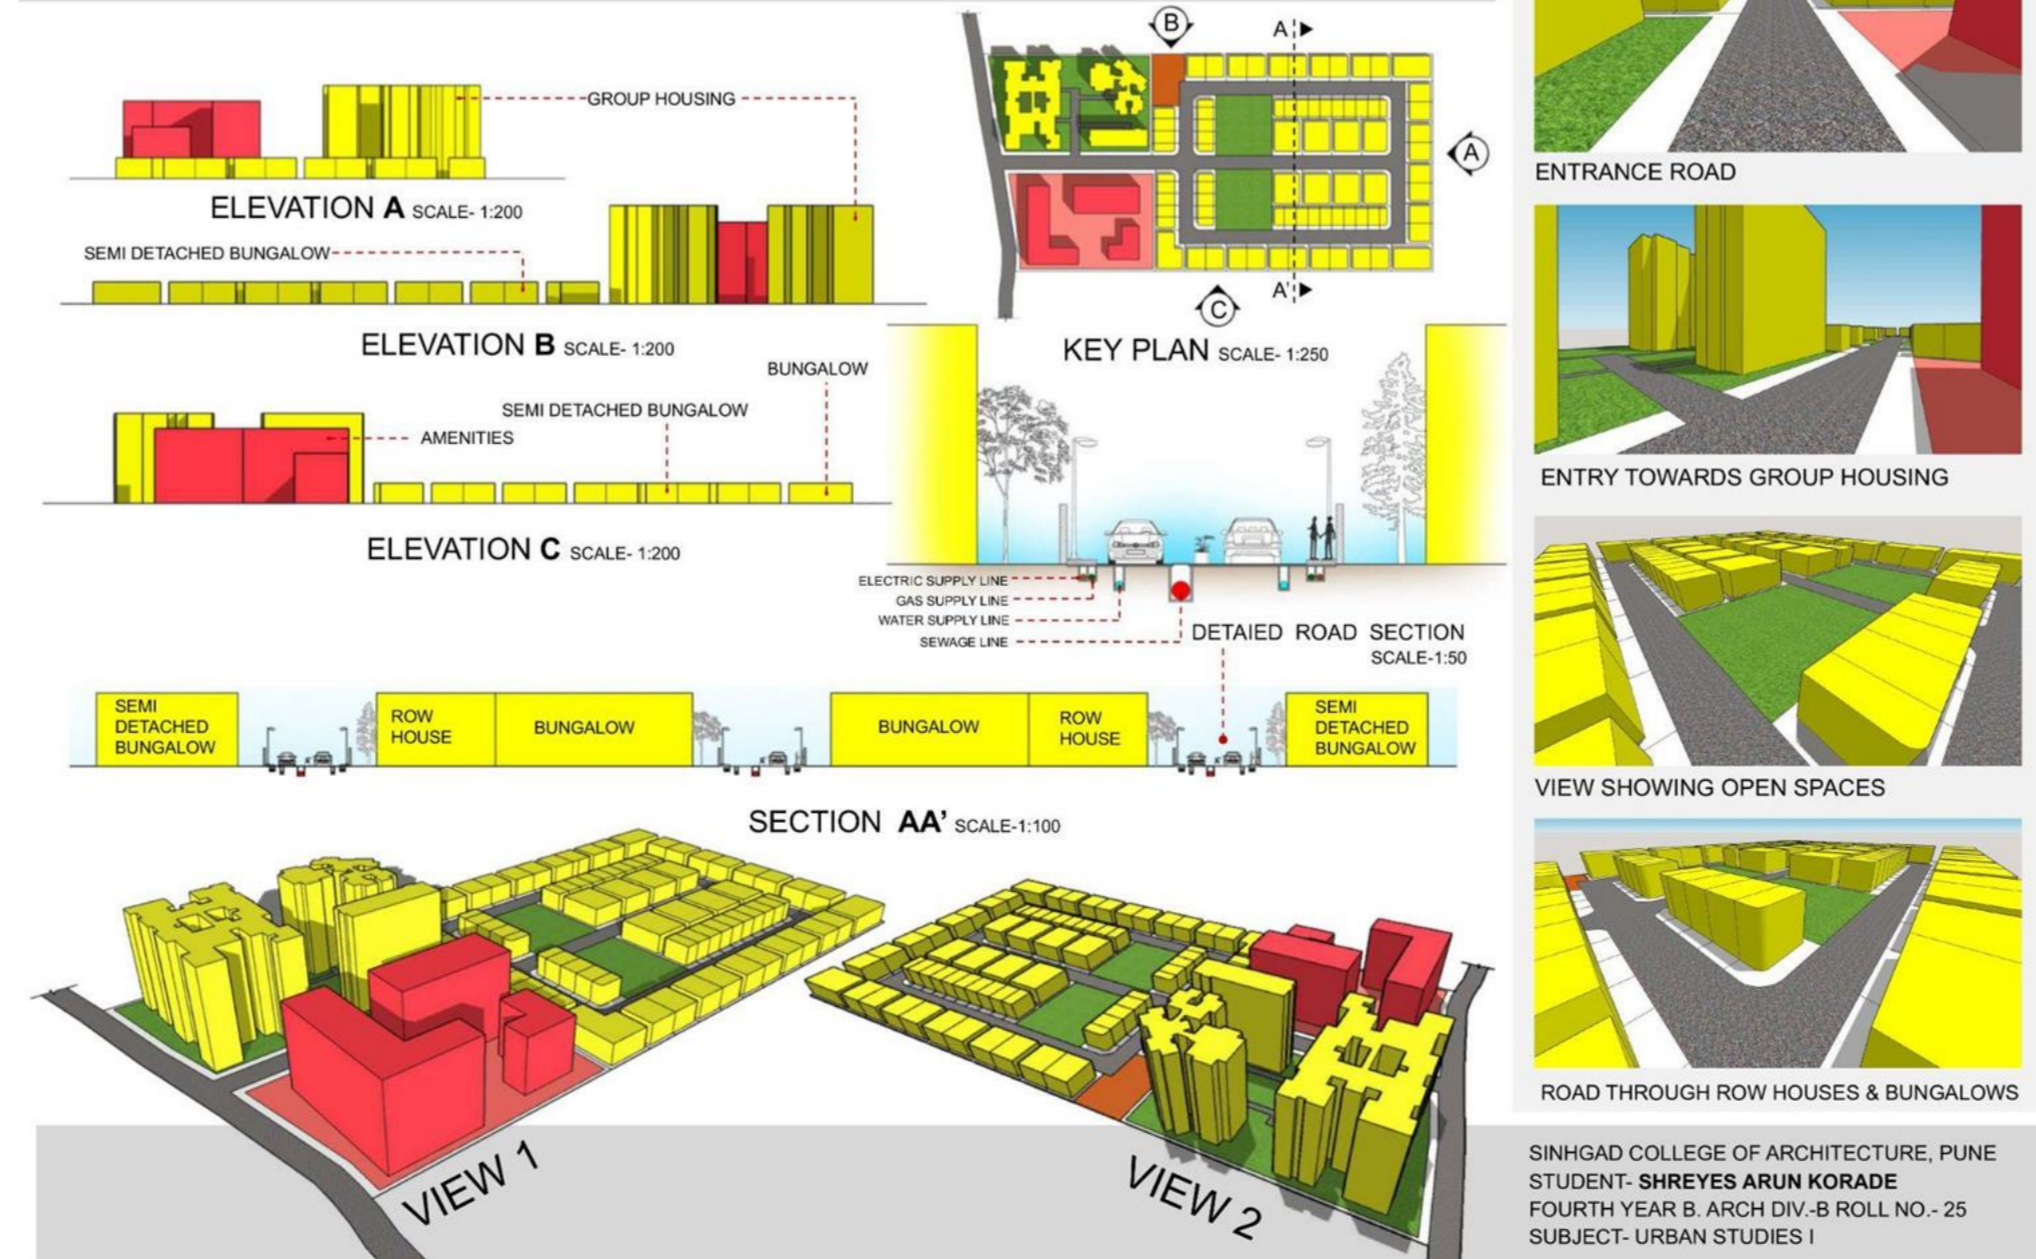 GROUP HOUSING
ELEVATION A SCALE- 1:200
SEMI DETACHED BUNGALOW
ELEVATION B SCALE- 1:200
BUNGALOW
SEMI DETACHED BUNGALOW
AMENITIES
ELEVATION C SCALE- 1:200
B
A
A
A'
C
KEY PLAN SCALE- 1:250
ELECTRIC SUPPLY LINE
GAS SUPPLY LINE
WATER SUPPLY LINE
SEWAGE LINE
DETAIED ROAD SECTION
SCALE-1:50
SEMI
DETACHED
BUNGALOW
ROW
HOUSE
BUNGALOW
BUNGALOW
ROW
HOUSE
SEMI
DETACHED
BUNGALOW
SECTION AA' SCALE-1:100
VIEW 1
VIEW 2
ENTRANCE ROAD
ENTRY TOWARDS GROUP HOUSING
VIEW SHOWING OPEN SPACES
ROAD THROUGH ROW HOUSES & BUNGALOWS
SINHGAD COLLEGE OF ARCHITECTURE, PUNE
STUDENT- SHREYES ARUN KORADE
FOURTH YEAR B. ARCH DIV.-B ROLL NO.- 25
SUBJECT- URBAN STUDIES I